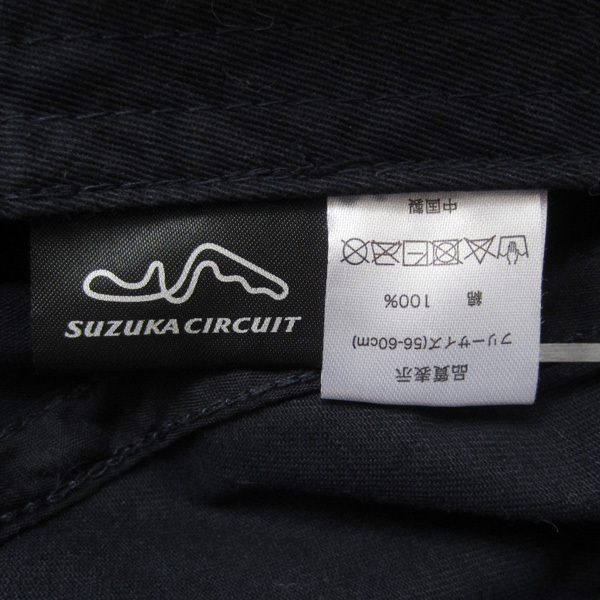 SUZUKA CIRCUIT
品質表示
フリーサイズ(56-60cm)
綿 100%
中国製